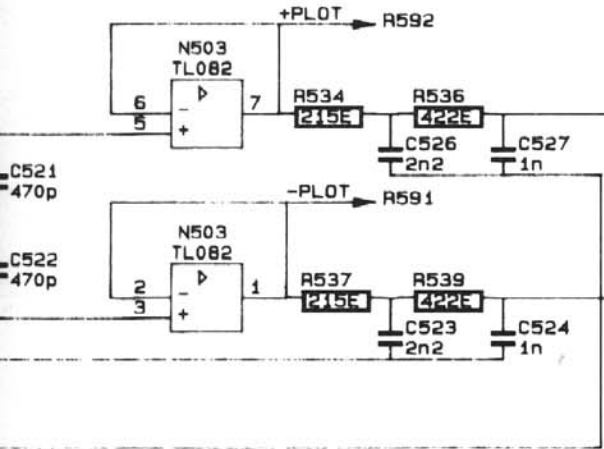 +PLOT
R592
N503
TL082
6
-
7
5
+
R534
215E
R536
422E
C526
2n2
C527
1n
C521
470p
-PLOT
R591
N503
TL082
C522
470p
2
-
1
3
+
R537
215E
R539
422E
C523
2n2
C524
1n